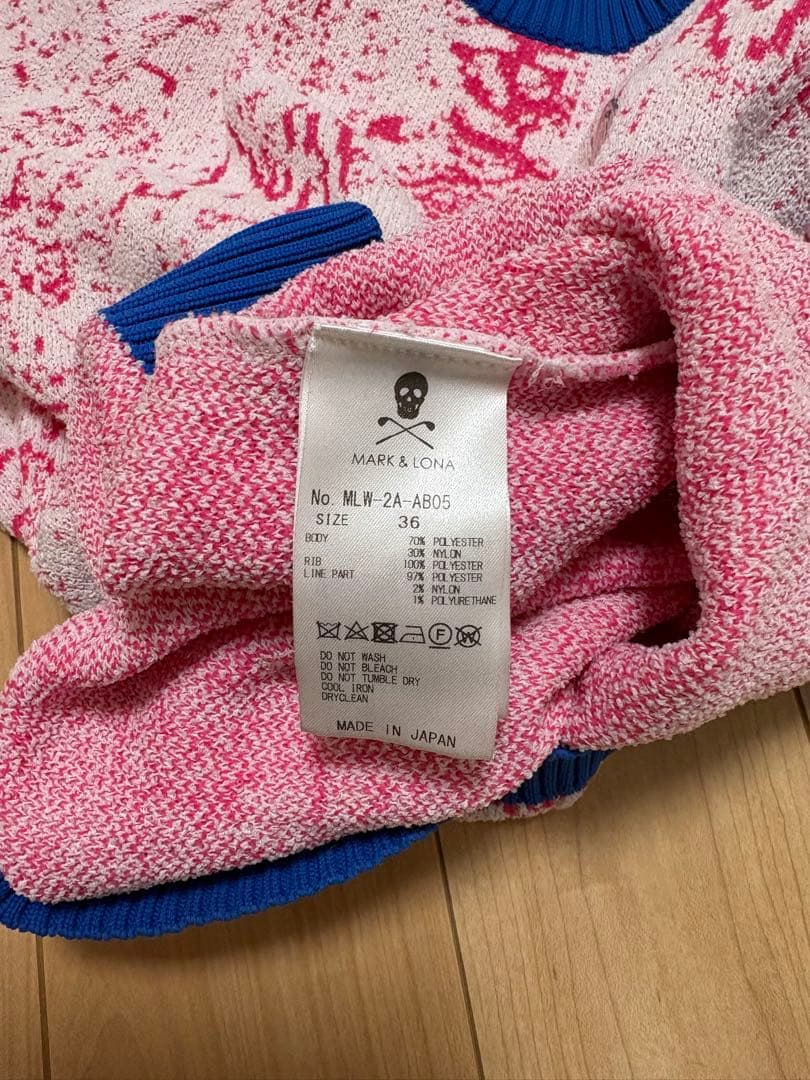 MARK & LONA
No. MLW-2A-AB05
SIZE 36
BODY 70% POLYESTER
30% NYLON
RIB 100% POLYESTER
LINE PART 97% POLYESTER
2% NYLON
1% POLYURETHANE
F W
DO NOT WASH
DO NOT BLEACH
DO NOT TUMBLE DRY
COOL IRON
DRYCLEAN
MADE IN JAPAN